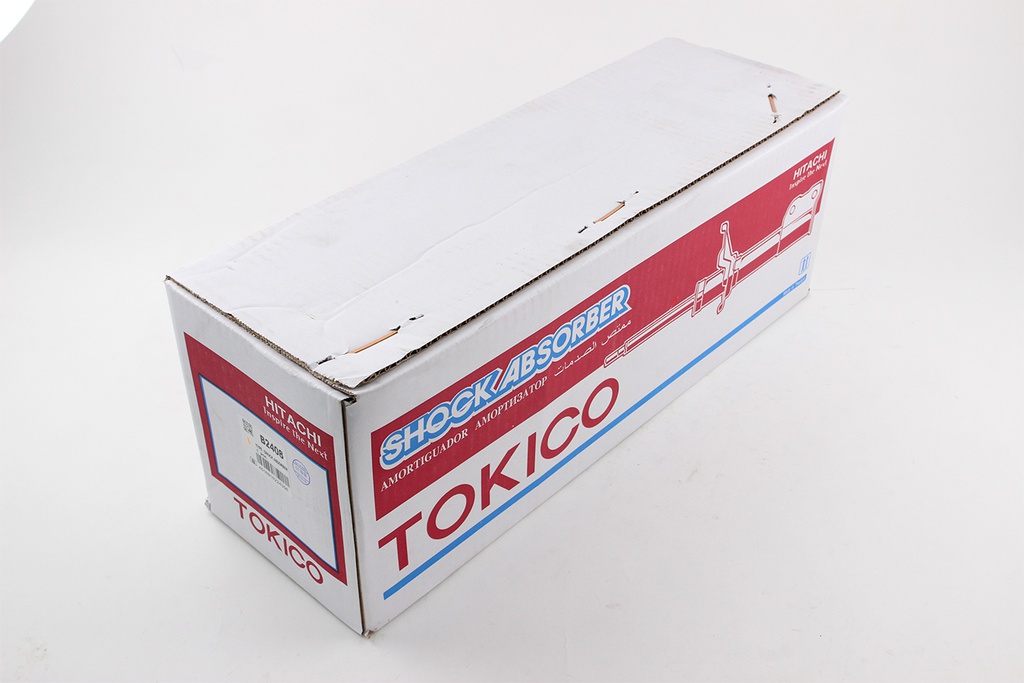 HITACHI
Inspire the Next
B2408
TOKICO
HITACHI
Inspire the Next
SHOCK ABSORBER
AMORTIGUADOR АМОРТИЗАТОР ممتص الصدمات
TOKICO